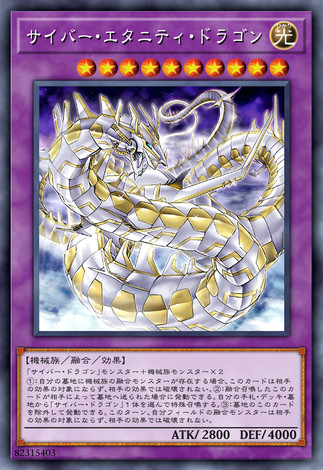 サイバー・エタニティ・ドラゴン
光
【機械族／融合／効果】
「サイバー・ドラゴン」モンスター＋機械族モンスター×２
①：自分の墓地に機械族の融合モンスターが存在する場合、このカードは相手
の効果の対象にならず、相手の効果では破壊されない。②：融合召喚したこのカ
ードが相手によって墓地へ送られた場合に発動できる。自分の手札・デッキ・墓
地から「サイバー・ドラゴン」１体を選んで特殊召喚する。③：墓地のこのカード
を除外して発動できる。このターン、自分フィールドの融合モンスターは相手
の効果の対象にならず、相手の効果では破壊されない。
ATK/ 2800 DEF/4000
82315403